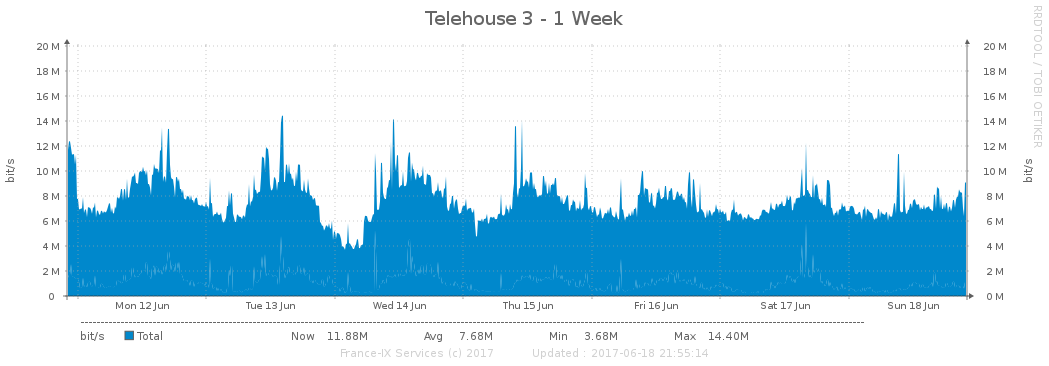 Telehouse 3 - 1 Week
RRDTOOL / TOBI OETIKER
20 M 20 M
18 M 18 M
16 M 16 M
14 M 14 M
12 M 12 M
10 M 10 M
8 M 8 M
6 M 6 M
4 M 4 M
2 M 2 M
0 0 M
bit/s
bit/s
Mon 12 Jun Tue 13 Jun Wed 14 Jun Thu 15 Jun Fri 16 Jun Sat 17 Jun Sun 18 Jun
bit/s Total Now 11.88M Avg 7.68M Min 3.68M Max 14.40M
France-IX Services (c) 2017 Updated : 2017-06-18 21:55:14